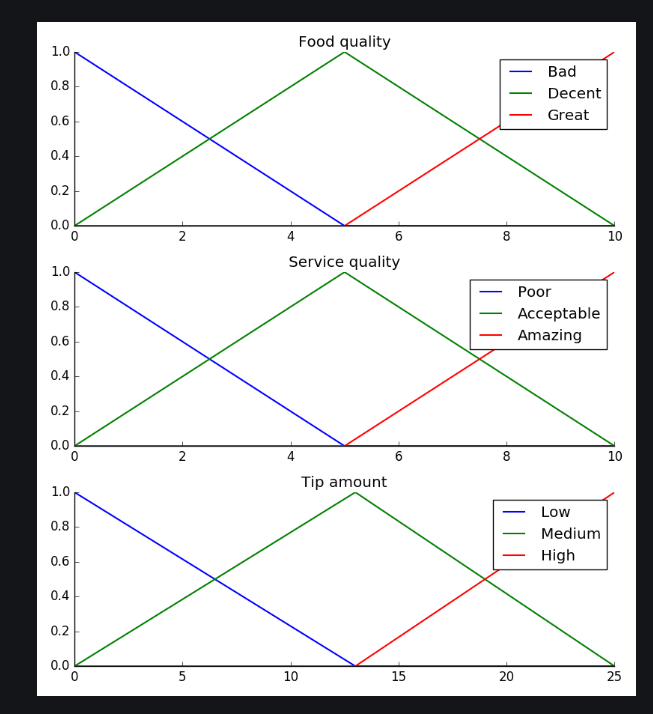 Food quality
1.0
0.8
0.6
0.4
0.2
0.0
Bad
Decent
Great
0 2 4 6 8 10
Service quality
1.0
0.8
0.6
0.4
0.2
0.0
Poor
Acceptable
Amazing
0 2 4 6 8 10
Tip amount
1.0
0.8
0.6
0.4
0.2
0.0
Low
Medium
High
0 5 10 15 20 25